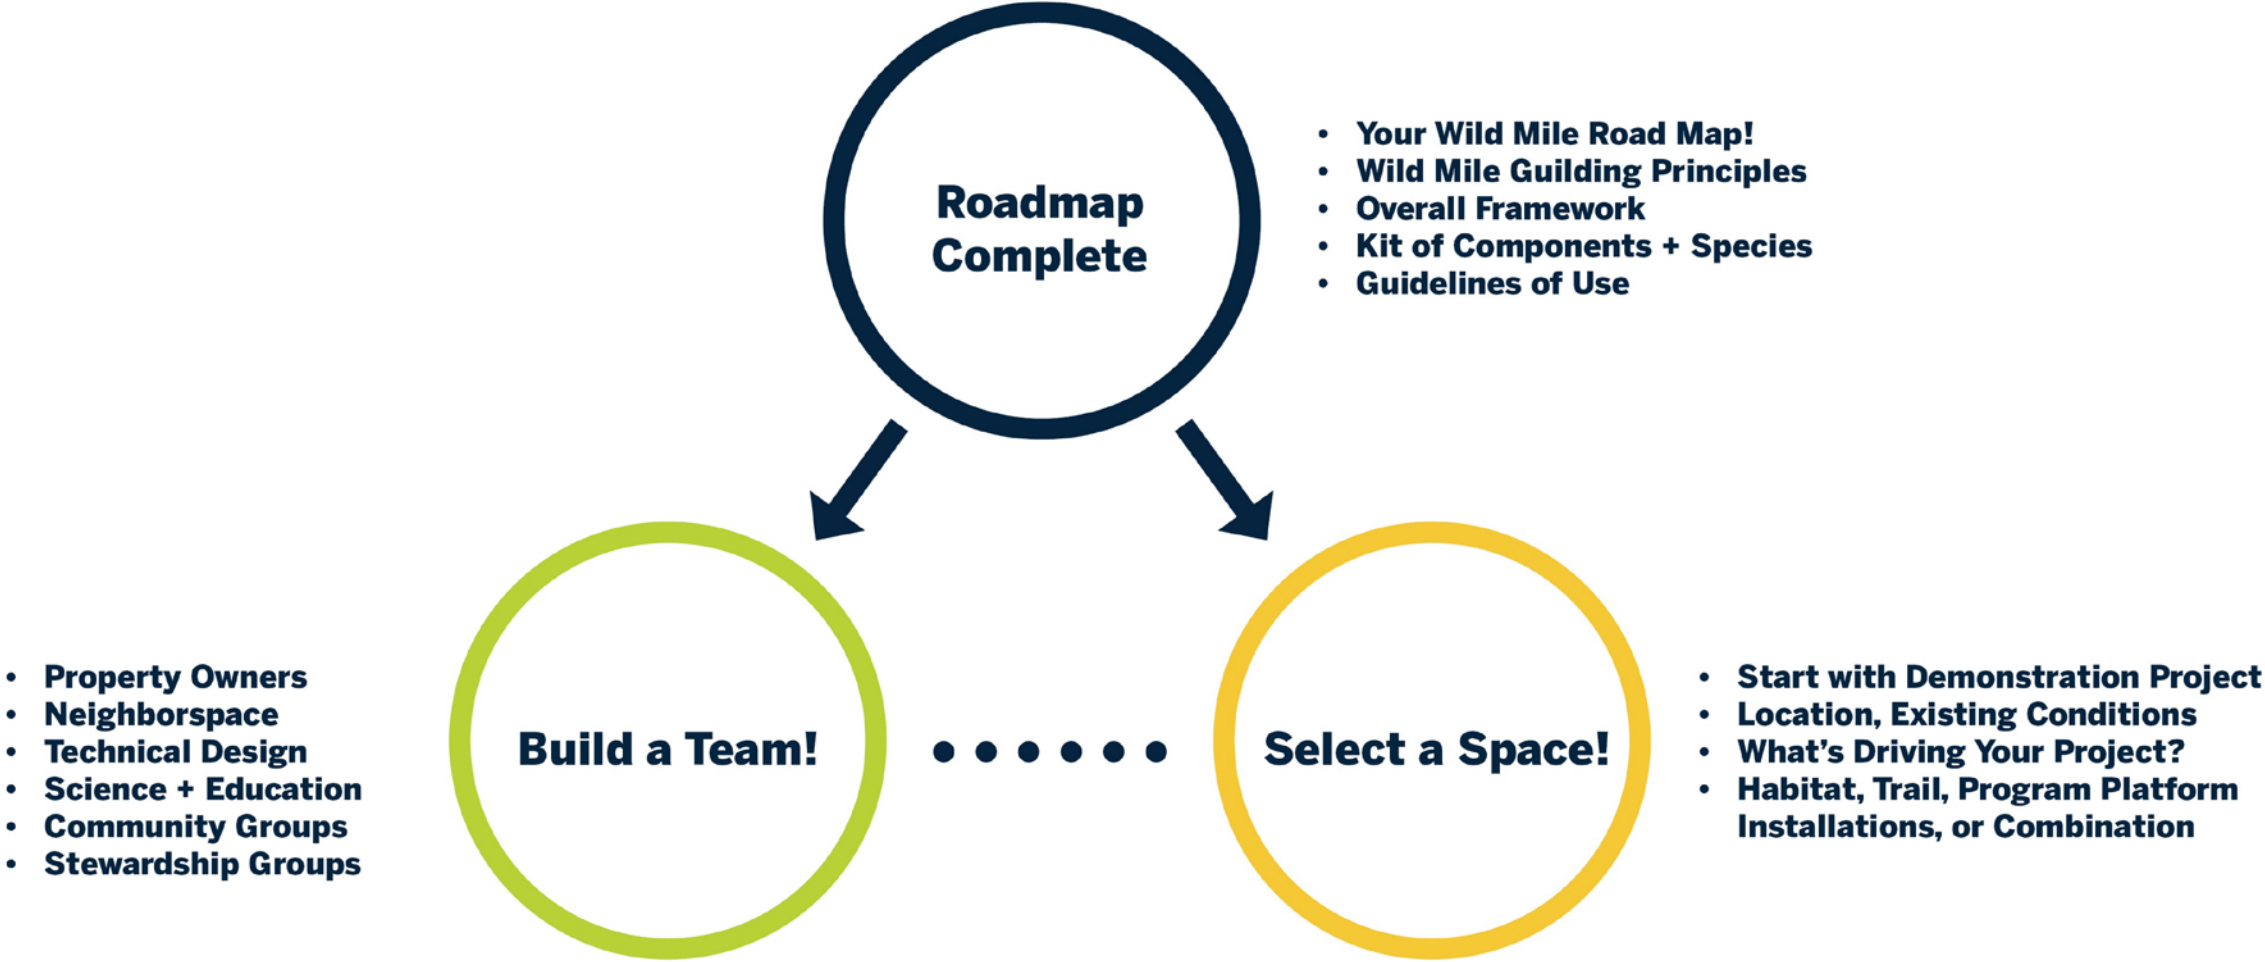 Roadmap
Complete
• Your Wild Mile Road Map!
• Wild Mile Guilding Principles
• Overall Framework
• Kit of Components + Species
• Guidelines of Use
• Property Owners
• Neighborspace
• Technical Design
• Science + Education
• Community Groups
• Stewardship Groups
Build a Team!
Select a Space!
• Start with Demonstration Project
• Location, Existing Conditions
• What’s Driving Your Project?
• Habitat, Trail, Program Platform
Installations, or Combination